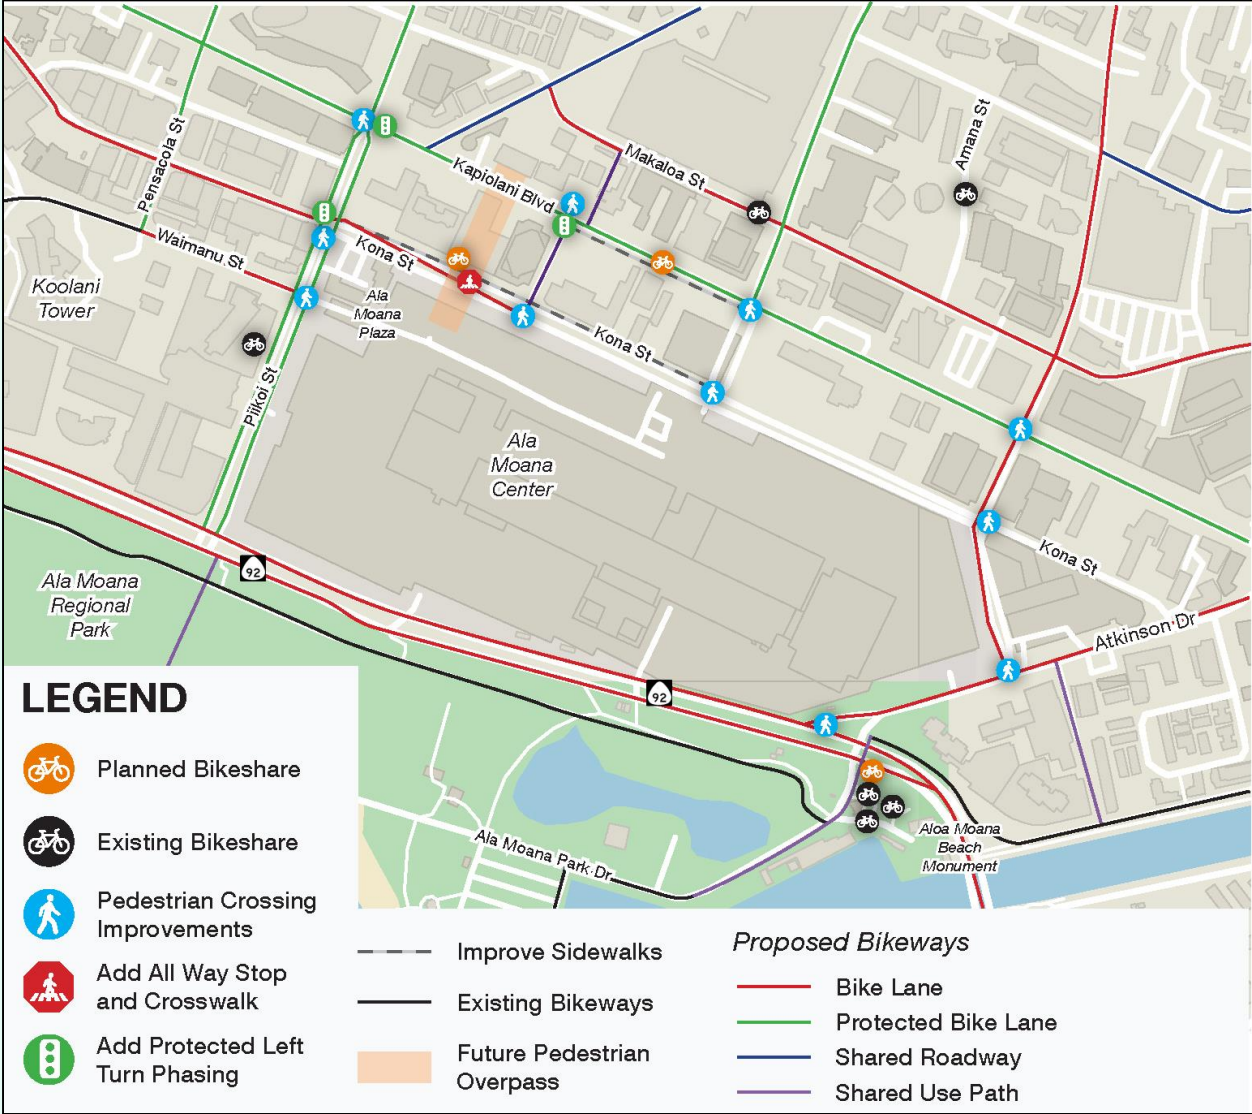 Pensacola St
Kapiolani Blvd
Makaloa St
Amana St
Waimanu St
Kona St
Koolani
Tower
Ala
Moana
Plaza
Kona St
Piikoi St
Ala
Moana
Center
Kona St
92
Ala Moana
Regional
Park
Atkinson Dr
92
Ala Moana Park Dr
Aloa Moana
Beach
Monument
LEGEND
Planned Bikeshare
Existing Bikeshare
Pedestrian Crossing
Improvements
Add All Way Stop
and Crosswalk
Add Protected Left
Turn Phasing
Improve Sidewalks
Existing Bikeways
Future Pedestrian
Overpass
Proposed Bikeways
Bike Lane
Protected Bike Lane
Shared Roadway
Shared Use Path